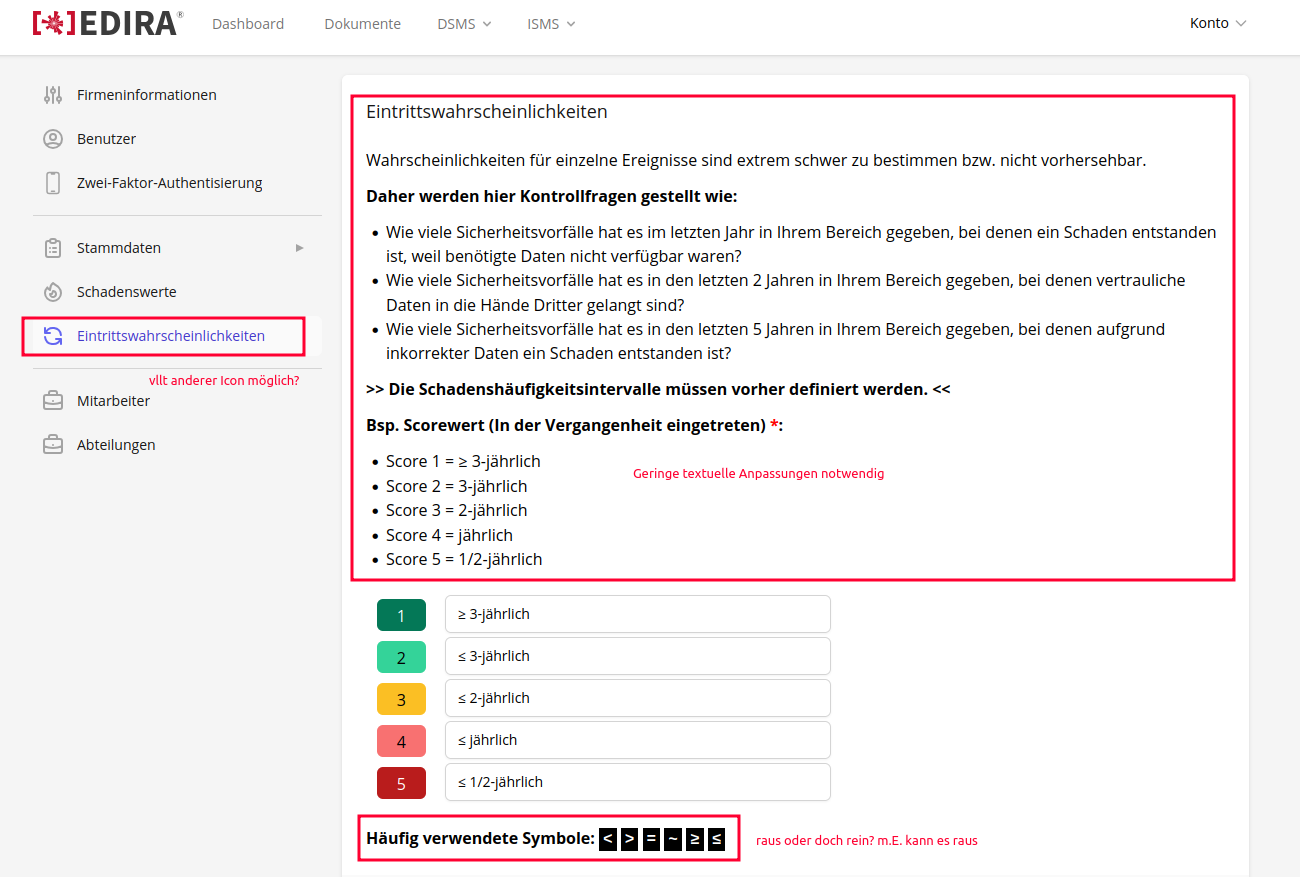 [*]EDIRA® Dashboard Dokumente DSMS ISMS Konto
Firmeninformationen
Benutzer
Zwei-Faktor-Authentisierung
Stammdaten
Schadenswerte
Eintrittswahrscheinlichkeiten
vllt anderer Icon möglich?
Mitarbeiter
Abteilungen
Eintrittswahrscheinlichkeiten
Wahrscheinlichkeiten für einzelne Ereignisse sind extrem schwer zu bestimmen bzw. nicht vorhersehbar.
Daher werden hier Kontrollfragen gestellt wie:
• Wie viele Sicherheitsvorfälle hat es im letzten Jahr in Ihrem Bereich gegeben, bei denen ein Schaden entstanden
ist, weil benötigte Daten nicht verfügbar waren?
• Wie viele Sicherheitsvorfälle hat es in den letzten 2 Jahren in Ihrem Bereich gegeben, bei denen vertrauliche
Daten in die Hände Dritter gelangt sind?
• Wie viele Sicherheitsvorfälle hat es in den letzten 5 Jahren in Ihrem Bereich gegeben, bei denen aufgrund
inkorrekter Daten ein Schaden entstanden ist?
>> Die Schadenshäufigkeitsintervalle müssen vorher definiert werden. <<
Bsp. Scorewert (In der Vergangenheit eingetreten) *:
• Score 1 = ≥ 3-jährlich
• Score 2 = 3-jährlich
• Score 3 = 2-jährlich
• Score 4 = jährlich
• Score 5 = 1/2-jährlich
Geringe textuelle Anpassungen notwendig
1 ≥ 3-jährlich
2 ≤ 3-jährlich
3 ≤ 2-jährlich
4 ≤ jährlich
5 ≤ 1/2-jährlich
Häufig verwendete Symbole: < > = ~ ≥ ≤
raus oder doch rein? m.E. kann es raus